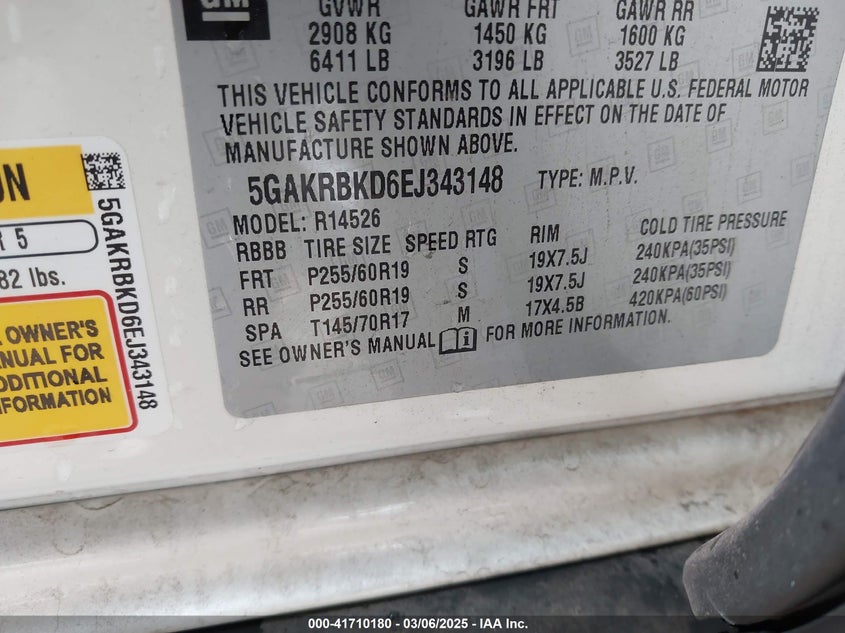 GM
GVWR GAWR FRT GAWR RR
2908 KG 1450 KG 1600 KG
6411 LB 3196 LB 3527 LB
THIS VEHICLE CONFORMS TO ALL APPLICABLE U.S. FEDERAL MOTOR
VEHICLE SAFETY STANDARDS IN EFFECT ON THE DATE OF
MANUFACTURE SHOWN ABOVE.
5GAKRBKD6EJ343148 TYPE: M.P.V.
MODEL: R14526
RBBB TIRE SIZE SPEED RTG RIM COLD TIRE PRESSURE
FRT P255/60R19 S 19X7.5J 240KPA(35PSI)
RR P255/60R19 S 19X7.5J 240KPA(35PSI)
SPA T145/70R17 M 17X4.5B 420KPA(60PSI)
SEE OWNER'S MANUAL FOR MORE INFORMATION.
5GAKRBKD6EJ343148
ON
R 5
82 lbs.
OWNER'S
ANUAL FOR
DDITIONAL
FORMATION
000-41710180 - 03/06/2025 - IAA Inc.